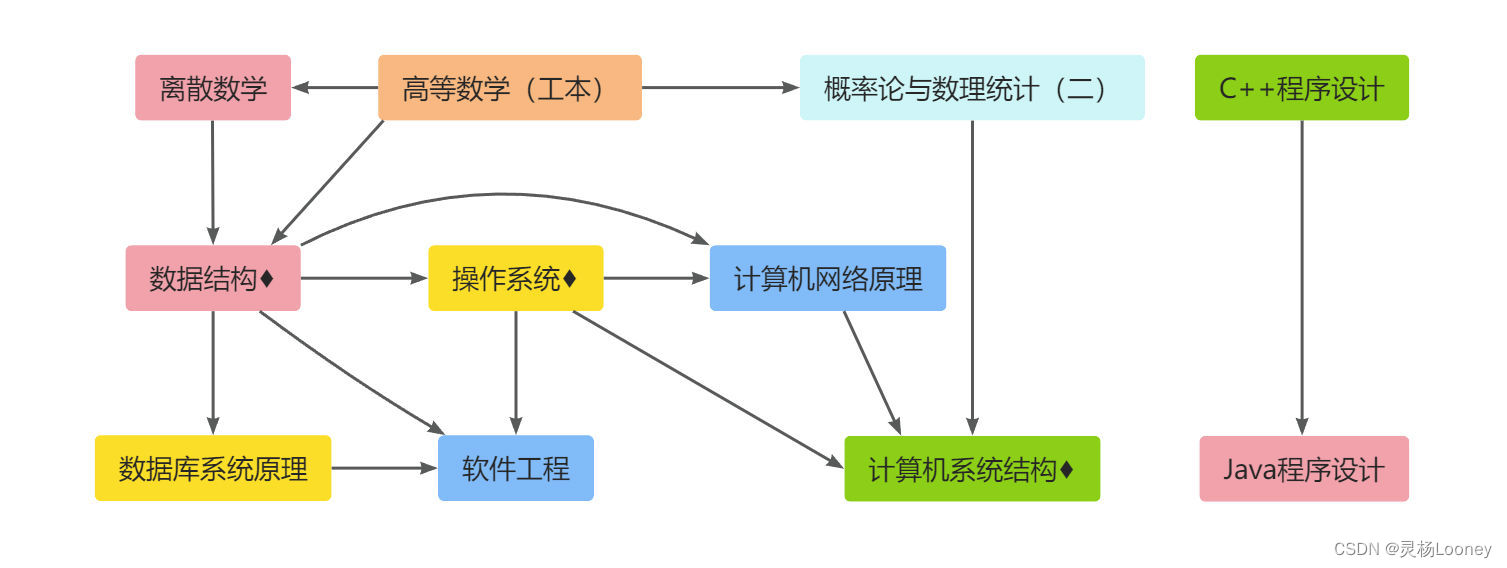 离散数学
高等数学（工本）
概率论与数理统计（二）
C++程序设计
数据结构♦
操作系统♦
计算机网络原理
数据库系统原理
软件工程
计算机系统结构♦
Java程序设计
CSDN @灵杨Looney